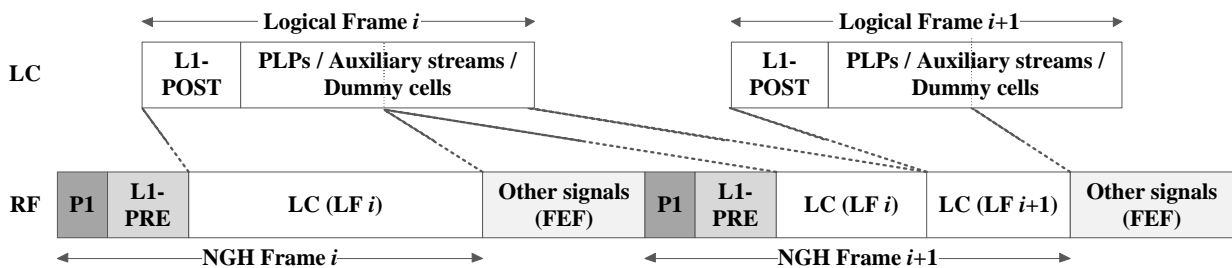 Logical Frame i
Logical Frame i+1
LC
L1-
POST
PLPs / Auxiliary streams /
Dummy cells
L1-
POST
PLPs / Auxiliary streams /
Dummy cells
RF
P1
L1-
PRE
LC (LF i)
Other signals
(FEF)
P1
L1-
PRE
LC (LF i)
LC (LF i+1)
Other signals
(FEF)
NGH Frame i
NGH Frame i+1